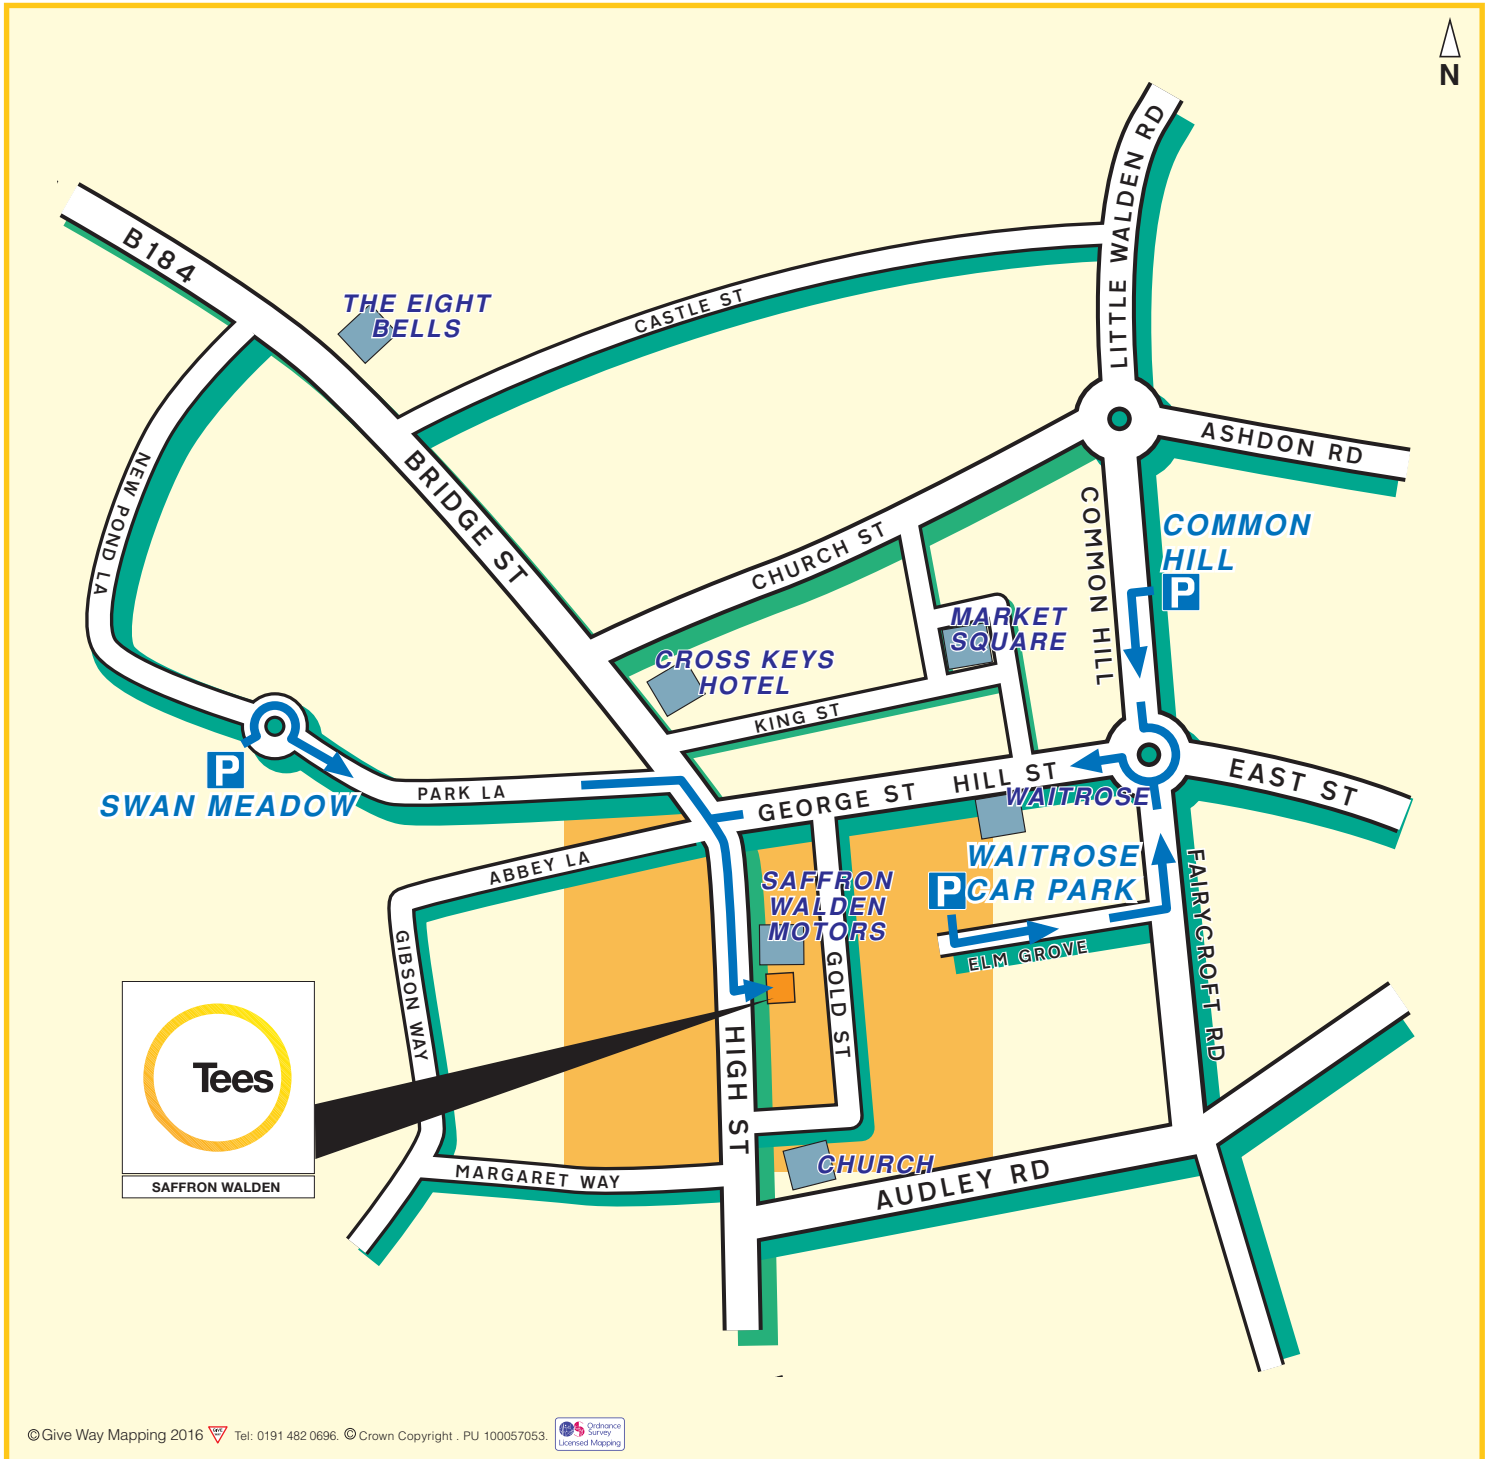 N
LITTLE WALDEN RD
B184
THE EIGHT
BELLS
CASTLE ST
ASHDON RD
NEW POND LA
BRIDGE ST
COMMON HILL
COMMON
HILL
P
CHURCH ST
MARKET
SQUARE
CROSS KEYS
HOTEL
KING ST
P
SWAN MEADOW
PARK LA
GEORGE ST
HILL ST
EAST ST
WAITROSE
ABBEY LA
WAITROSE
CAR PARK
P
SAFFRON
WALDEN
MOTORS
FAIRYCROFT RD
GIBSON WAY
GOLD ST
ELM GROVE
HIGH ST
Tees
SAFFRON WALDEN
MARGARET WAY
CHURCH
AUDLEY RD
© Give Way Mapping 2016 Tel: 0191 482 0696. © Crown Copyright . PU 100057053.
Ordnance
Survey
Licensed Mapping